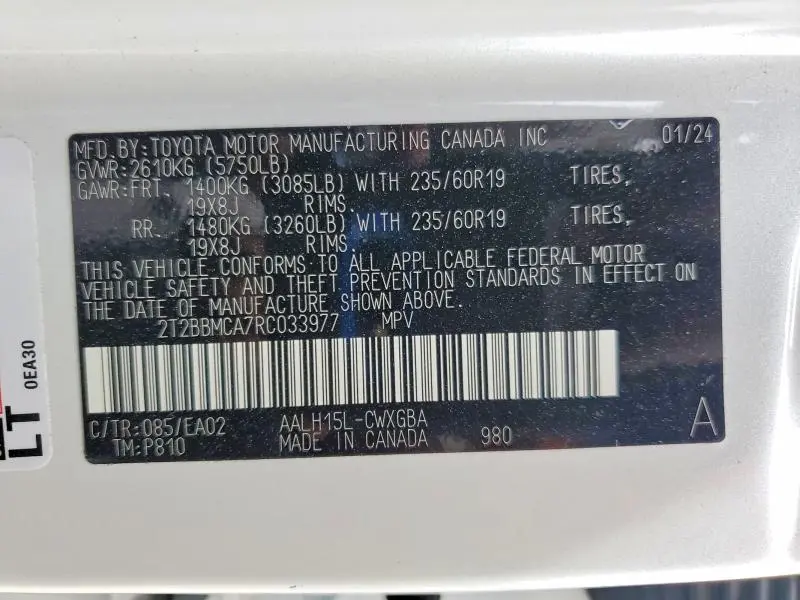 MFD.BY:TOYOTA MOTOR MANUFACTURING CANADA INC 01/24
GVWR:2610KG (5750LB)
GAWR:FRT. 1400KG (3085LB) WITH 235/60R19 TIRES,
19X8J RIMS.
RR. 1480KG (3260LB) WITH 235/60R19 TIRES,
19X8J RIMS.
THIS VEHICLE CONFORMS TO ALL APPLICABLE FEDERAL MOTOR
VEHICLE SAFETY AND THEFT PREVENTION STANDARDS IN EFFECT ON
THE DATE OF MANUFACTURE SHOWN ABOVE.
2T2BBMCA7RC033977 MPV
C/TR:085/EA02 AALH15L-CWXGBA A
TM:P810 MADE IN CANADA 980
LT
0EA30